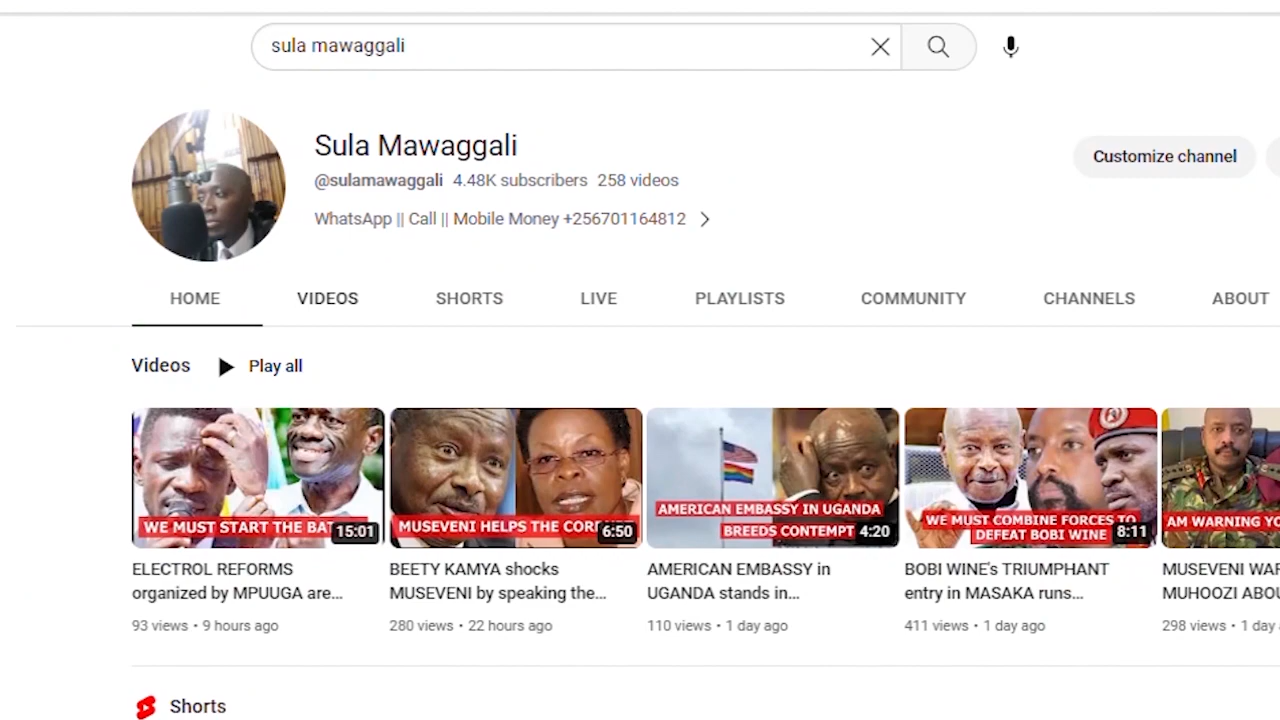 sula mawaggali
Sula Mawaggali
@sulamawaggali 4.48K subscribers 258 videos
WhatsApp || Call || Mobile Money +256701164812
Customize channel
HOME VIDEOS SHORTS LIVE PLAYLISTS COMMUNITY CHANNELS ABOUT
Videos Play all
WE MUST START THE
15:01
MUSEVENI HELPS THE
6:50
AMERICAN EMBASSY IN UGANDA
BREEDS CONTEMPT
4:20
WE MUST COMBINE FORCES TO
DEFEAT BOBI WINE
8:11
AM WARNING
ELECTROL REFORMS
organized by MPUUGA are...
93 views • 9 hours ago
BEETY KAMYA shocks
MUSEVENI by speaking the...
280 views • 22 hours ago
AMERICAN EMBASSY in
UGANDA stands in...
110 views • 1 day ago
BOBI WINE's TRIUMPHANT
entry in MASAKA runs...
411 views • 1 day ago
MUSEVENI
MUHOOZI
298 views • 1 day
Shorts